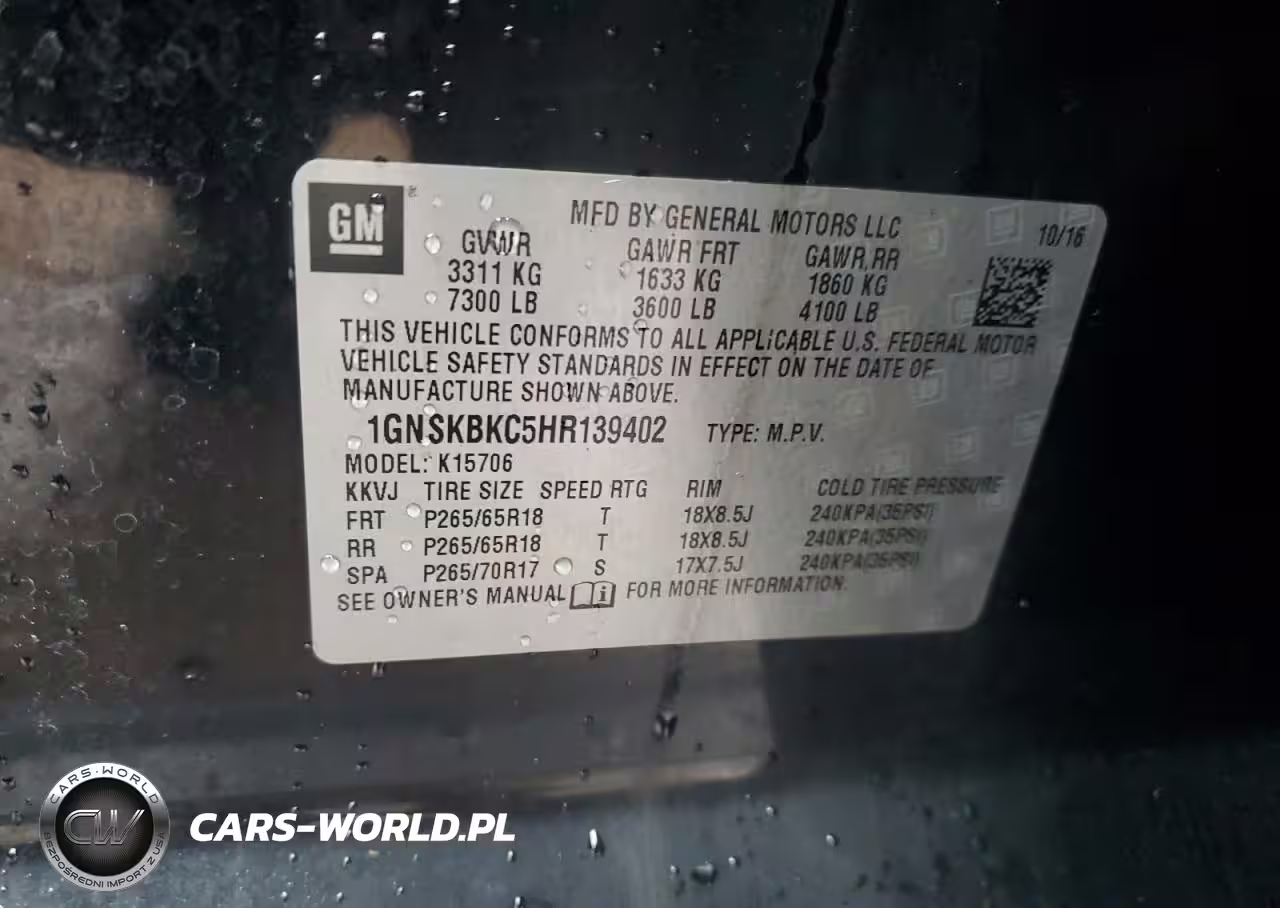 GM
MFD BY GENERAL MOTORS LLC
10/16
GVWR GAWR FRT GAWR RR
3311 KG 1633 KG 1860 KG
7300 LB 3600 LB 4100 LB
THIS VEHICLE CONFORMS TO ALL APPLICABLE U.S. FEDERAL MOTOR
VEHICLE SAFETY STANDARDS IN EFFECT ON THE DATE OF
MANUFACTURE SHOWN ABOVE.
1GNSKBKC5HR139402 TYPE: M.P.V.
MODEL: K15706
KKVJ TIRE SIZE SPEED RTG RIM COLD TIRE PRESSURE
FRT P265/65R18 T 18X8.5J 240KPA(35PSI)
RR P265/65R18 T 18X8.5J 240KPA(35PSI)
SPA P265/70R17 S 17X7.5J 240KPA(35PSI)
SEE OWNER'S MANUAL FOR MORE INFORMATION.
CARS-WORLD
CW
BEZPOŚREDNI IMPORT Z USA
CARS-WORLD.PL